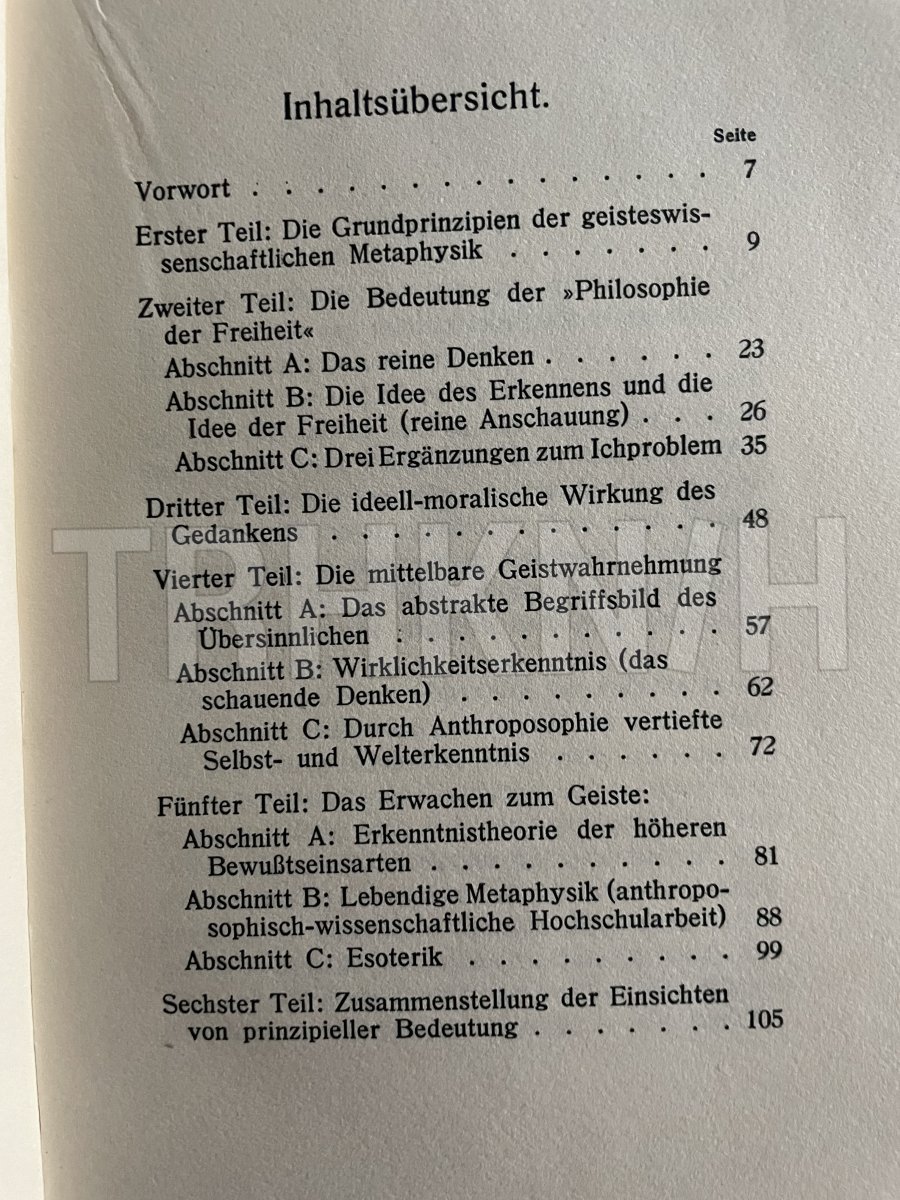 Inhaltsübersicht.
Seite
Vorwort . . . . . . . . . . . . . . . 7
Erster Teil: Die Grundprinzipien der geisteswis-
senschaftlichen Metaphysik . . . . . . . 9
Zweiter Teil: Die Bedeutung der »Philosophie
der Freiheit«
Abschnitt A: Das reine Denken . . . . . . 23
Abschnitt B: Die Idee des Erkennens und die
Idee der Freiheit (reine Anschauung) . . . 26
Abschnitt C: Drei Ergänzungen zum Ichproblem 35
Dritter Teil: Die ideell-moralische Wirkung des
Gedankens . . . . . . . . . . . . . 48
Vierter Teil: Die mittelbare Geistwahrnehmung
Abschnitt A: Das abstrakte Begriffsbild des
Übersinnlichen . . . . . . . . . . . 57
Abschnitt B: Wirklichkeitserkenntnis (das
schauende Denken) . . . . . . . . . 62
Abschnitt C: Durch Anthroposophie vertiefte
Selbst- und Welterkenntnis . . . . . . 72
Fünfter Teil: Das Erwachen zum Geiste:
Abschnitt A: Erkenntnistheorie der höheren
Bewußtseinsarten . . . . . . . . . . 81
Abschnitt B: Lebendige Metaphysik (anthropo-
sophisch-wissenschaftliche Hochschularbeit) 88
Abschnitt C: Esoterik . . . . . . . . . 99
Sechster Teil: Zusammenstellung der Einsichten
von prinzipieller Bedeutung . . . . . . . 105